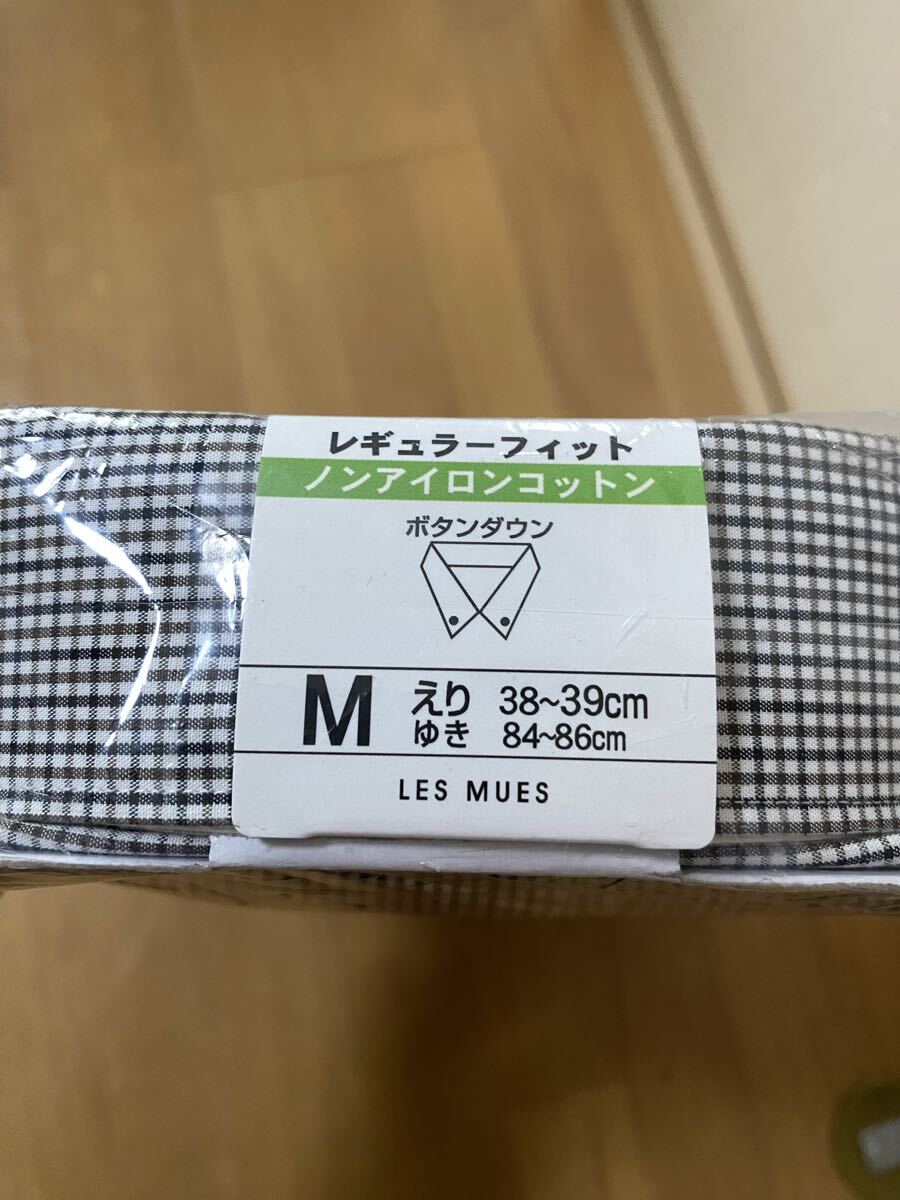 レギュラーフィット
ノンアイロンコットン
ボタンダウン
M えり 38~39cm
ゆき 84~86cm
LES MUES